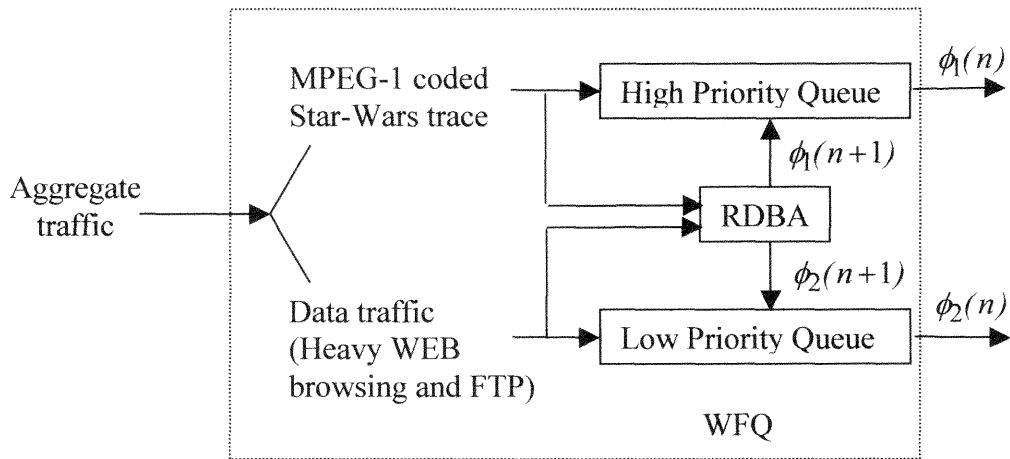 Aggregate
traffic
MPEG-1 coded
Star-Wars trace
High Priority Queue
ϕ₁(n)
ϕ₁(n+1)
RDBA
ϕ₂(n+1)
Data traffic
(Heavy WEB
browsing and FTP)
Low Priority Queue
ϕ₂(n)
WFQ